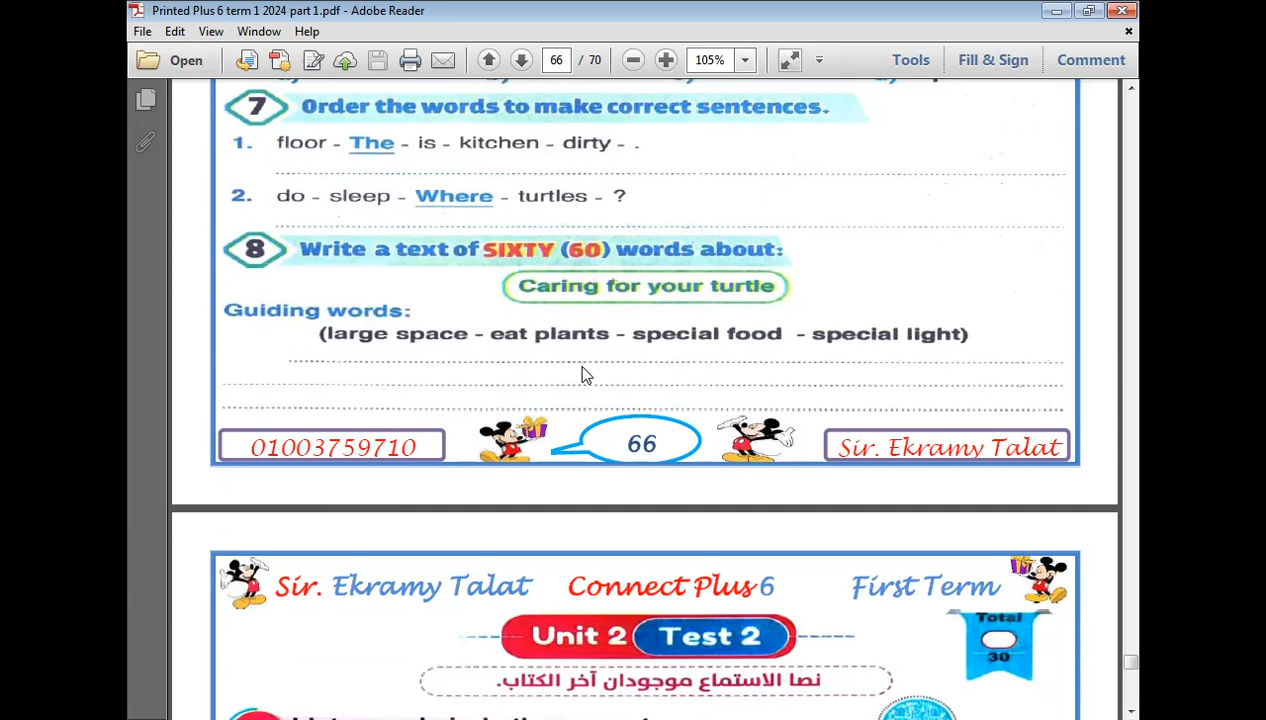 Printed Plus 6 term 1 2024 part 1.pdf - Adobe Reader
File Edit View Window Help
Open 66 / 70 105% Tools Fill & Sign Comment
7 Order the words to make correct sentences.
1. floor - The - is - kitchen - dirty - .
2. do - sleep - Where - turtles - ?
8 Write a text of SIXTY (60) words about:
Caring for your turtle
Guiding words:
(large space - eat plants - special food - special light)
01003759710 66 Sir. Ekramy Talat
Sir. Ekramy Talat Connect Plus 6 First Term
Unit 2 Test 2
Total
30
نصا الاستماع موجودان آخر الكتاب.